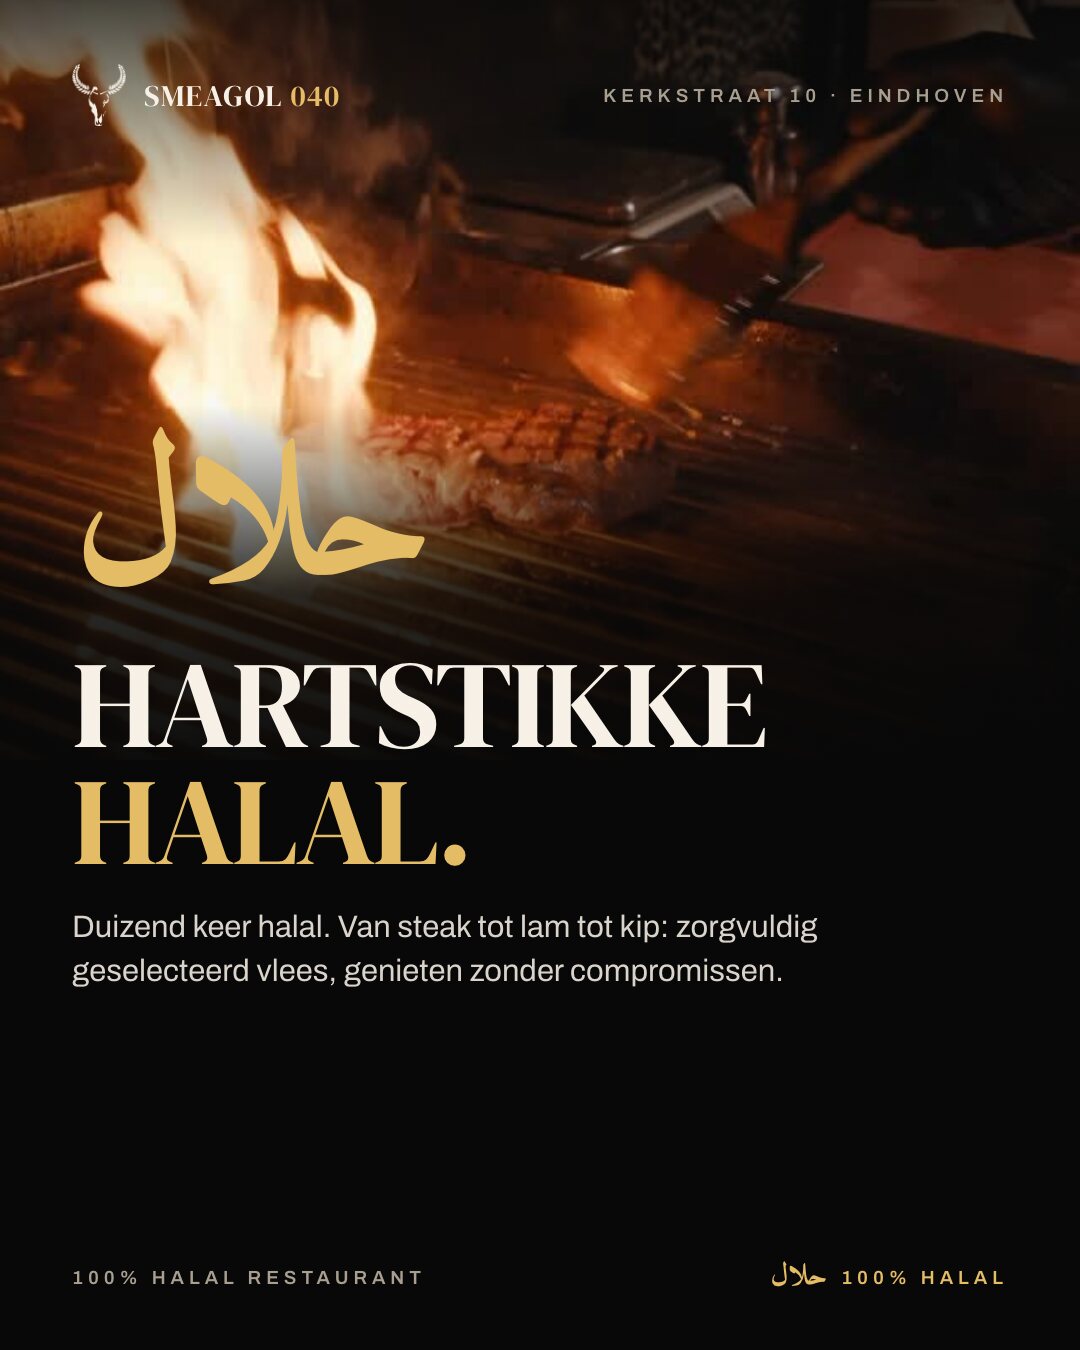 SMEAGOL 040
KERKSTRAAT 10 · EINDHOVEN
حلال
HARTSTIKKE
HALAL.
Duizend keer halal. Van steak tot lam tot kip: zorgvuldig
geselecteerd vlees, genieten zonder compromissen.
100% HALAL RESTAURANT
حلال 100% HALAL